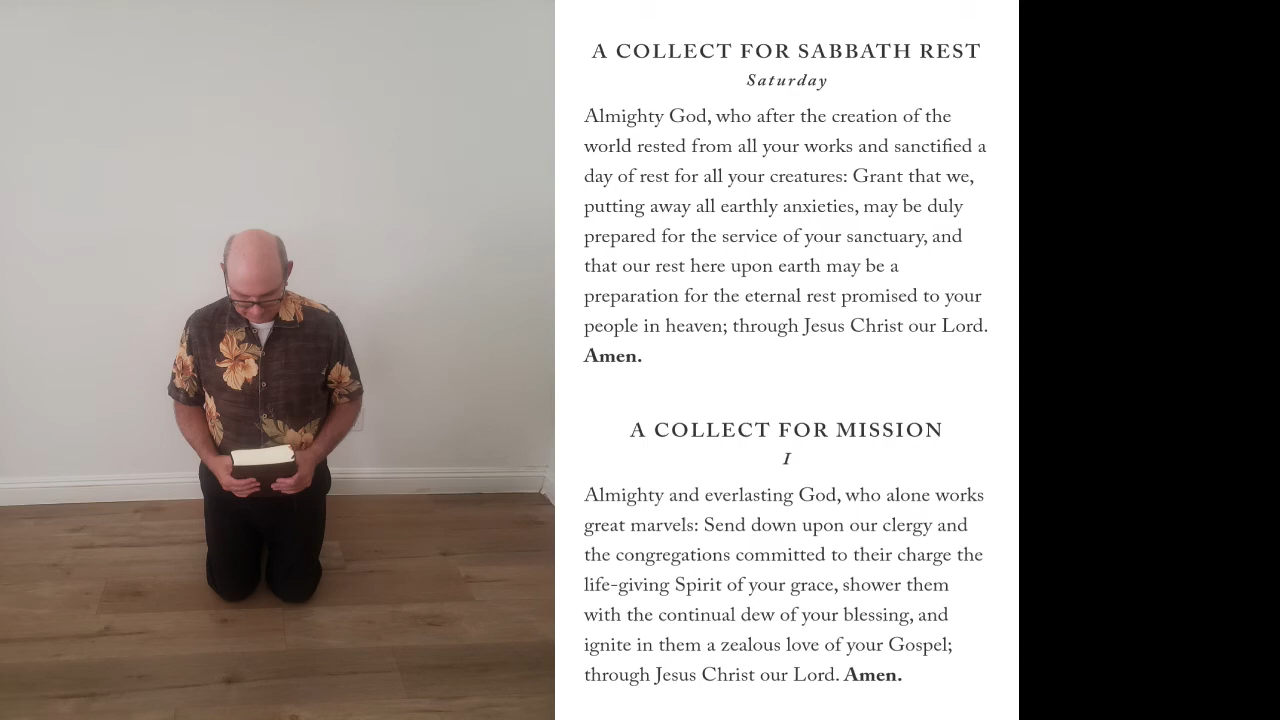 A COLLECT FOR SABBATH REST
Saturday
Almighty God, who after the creation of the
world rested from all your works and sanctified a
day of rest for all your creatures: Grant that we,
putting away all earthly anxieties, may be duly
prepared for the service of your sanctuary, and
that our rest here upon earth may be a
preparation for the eternal rest promised to your
people in heaven; through Jesus Christ our Lord.
Amen.
A COLLECT FOR MISSION
I
Almighty and everlasting God, who alone works
great marvels: Send down upon our clergy and
the congregations committed to their charge the
life-giving Spirit of your grace, shower them
with the continual dew of your blessing, and
ignite in them a zealous love of your Gospel;
through Jesus Christ our Lord. Amen.